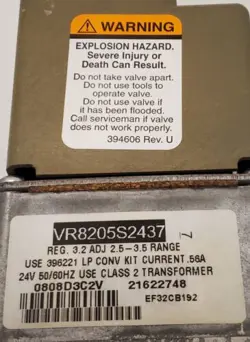 WARNING
EXPLOSION HAZARD.
Severe Injury or
Death Can Result.
Do not take valve apart.
Do not use tools to
operate valve.
Do not use valve if
it has been flooded.
Call serviceman if valve
does not work properly.
394606 Rev. U
VR8205S2437 7
REG. 3.2 ADJ 2.5 - 3.5 RANGE
USE 396221 LP CONV KIT CURRENT .56A
24V 50/60HZ USE CLASS 2 TRANSFORMER
0808D3C2V 21622748
EF32CB192